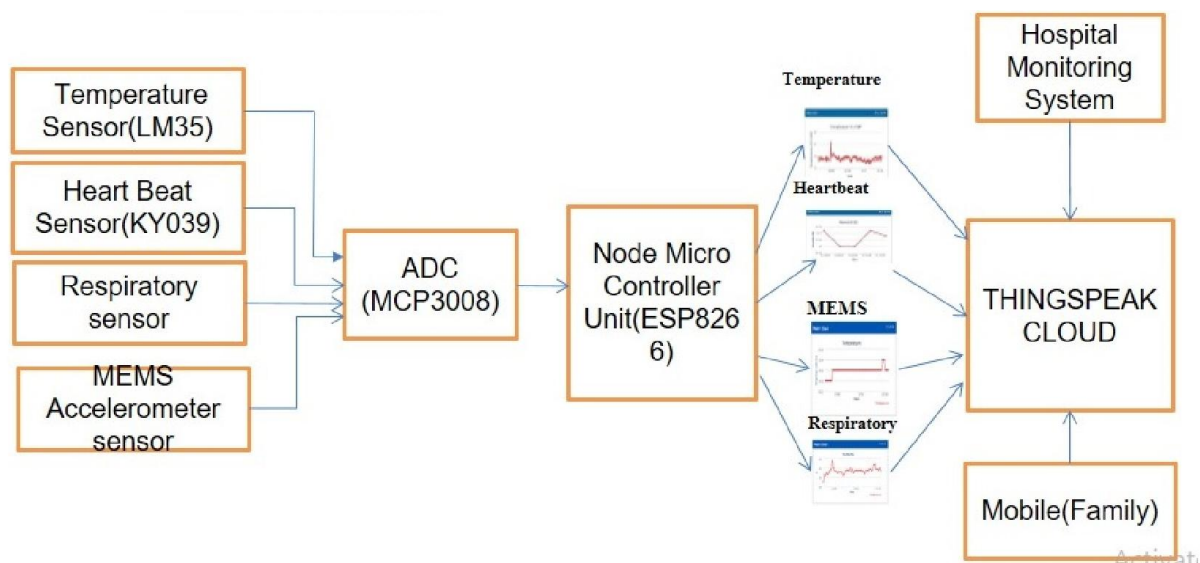 Temperature
Sensor(LM35)
Heart Beat
Sensor(KY039)
Respiratory
sensor
MEMS
Accelerometer
sensor
ADC
(MCP3008)
Node Micro
Controller
Unit(ESP826
6)
Temperature
Heartbeat
MEMS
Respiratory
Hospital
Monitoring
System
THINGSPEAK
CLOUD
Mobile(Family)